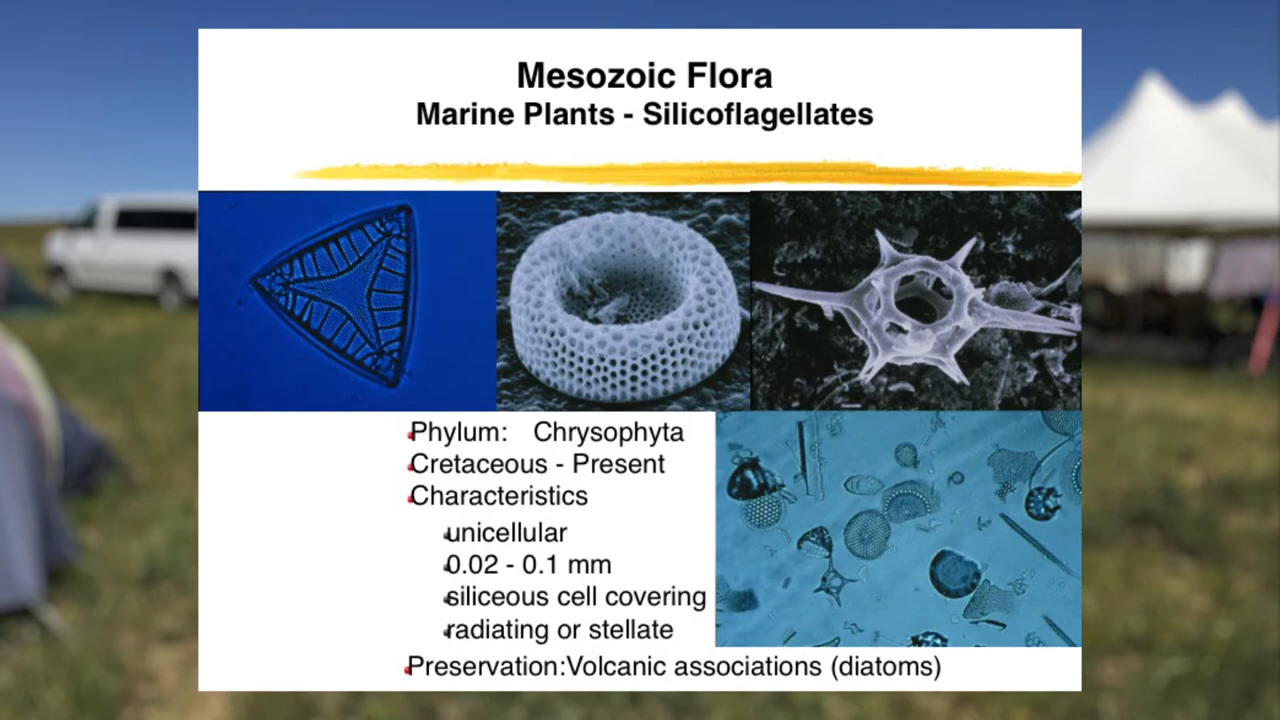 Mesozoic Flora
Marine Plants - Silicoflagellates
Phylum: Chrysophyta
Cretaceous - Present
Characteristics
unicellular
0.02 - 0.1 mm
siliceous cell covering
radiating or stellate
Preservation:Volcanic associations (diatoms)